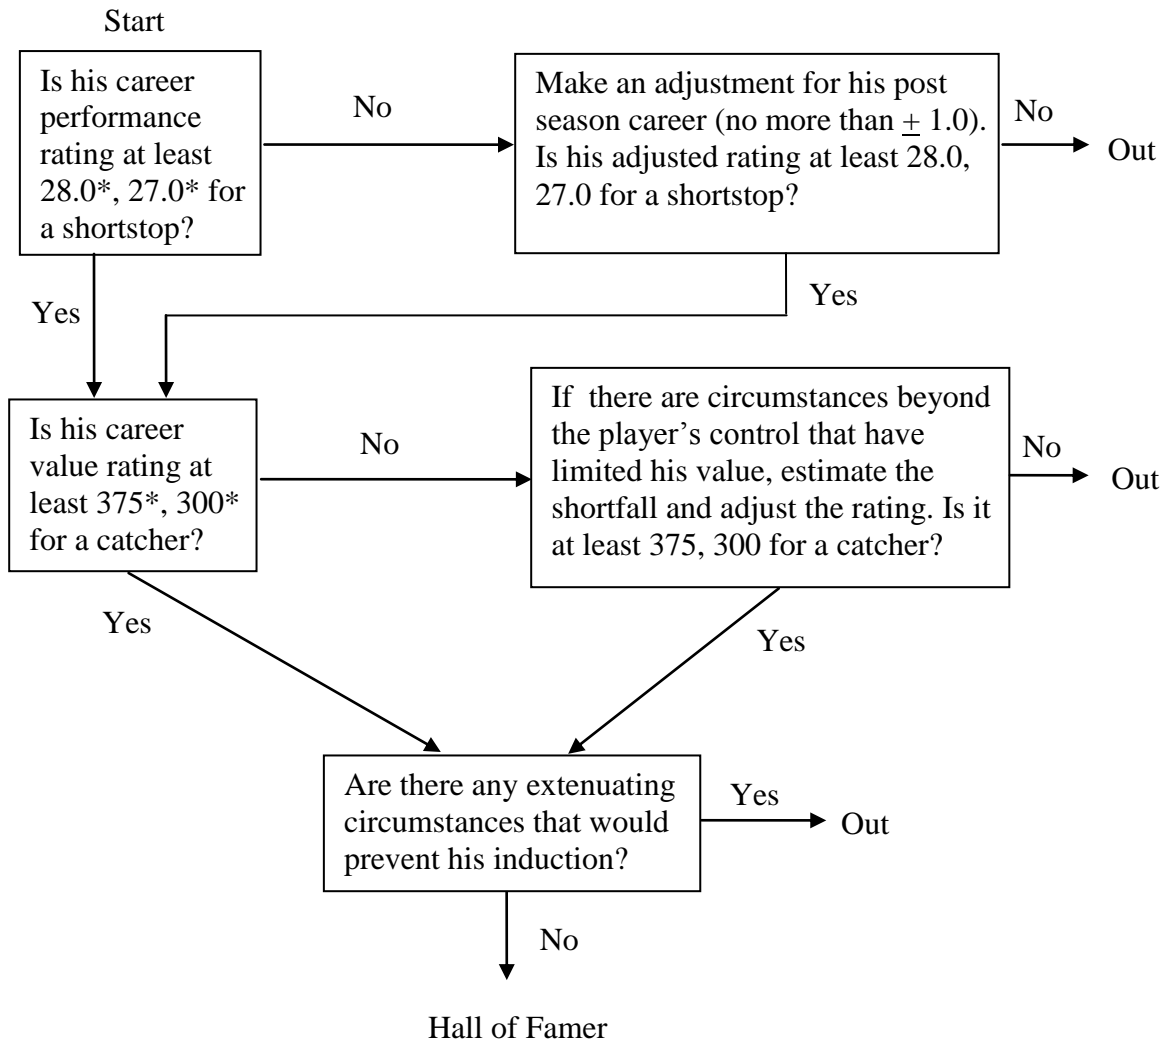 Start
Is his career
performance
rating at least
28.0*, 27.0* for
a shortstop?
No
Make an adjustment for his post
season career (no more than + 1.0).
Is his adjusted rating at least 28.0,
27.0 for a shortstop?
No
Out
Yes
Yes
Is his career
value rating at
least 375*, 300*
for a catcher?
No
If  there are circumstances beyond
the player's control that have
limited his value, estimate the
shortfall and adjust the rating. Is it
at least 375, 300 for a catcher?
No
Out
Yes
Yes
Are there any extenuating
circumstances that would
prevent his induction?
Yes
Out
No
Hall of Famer